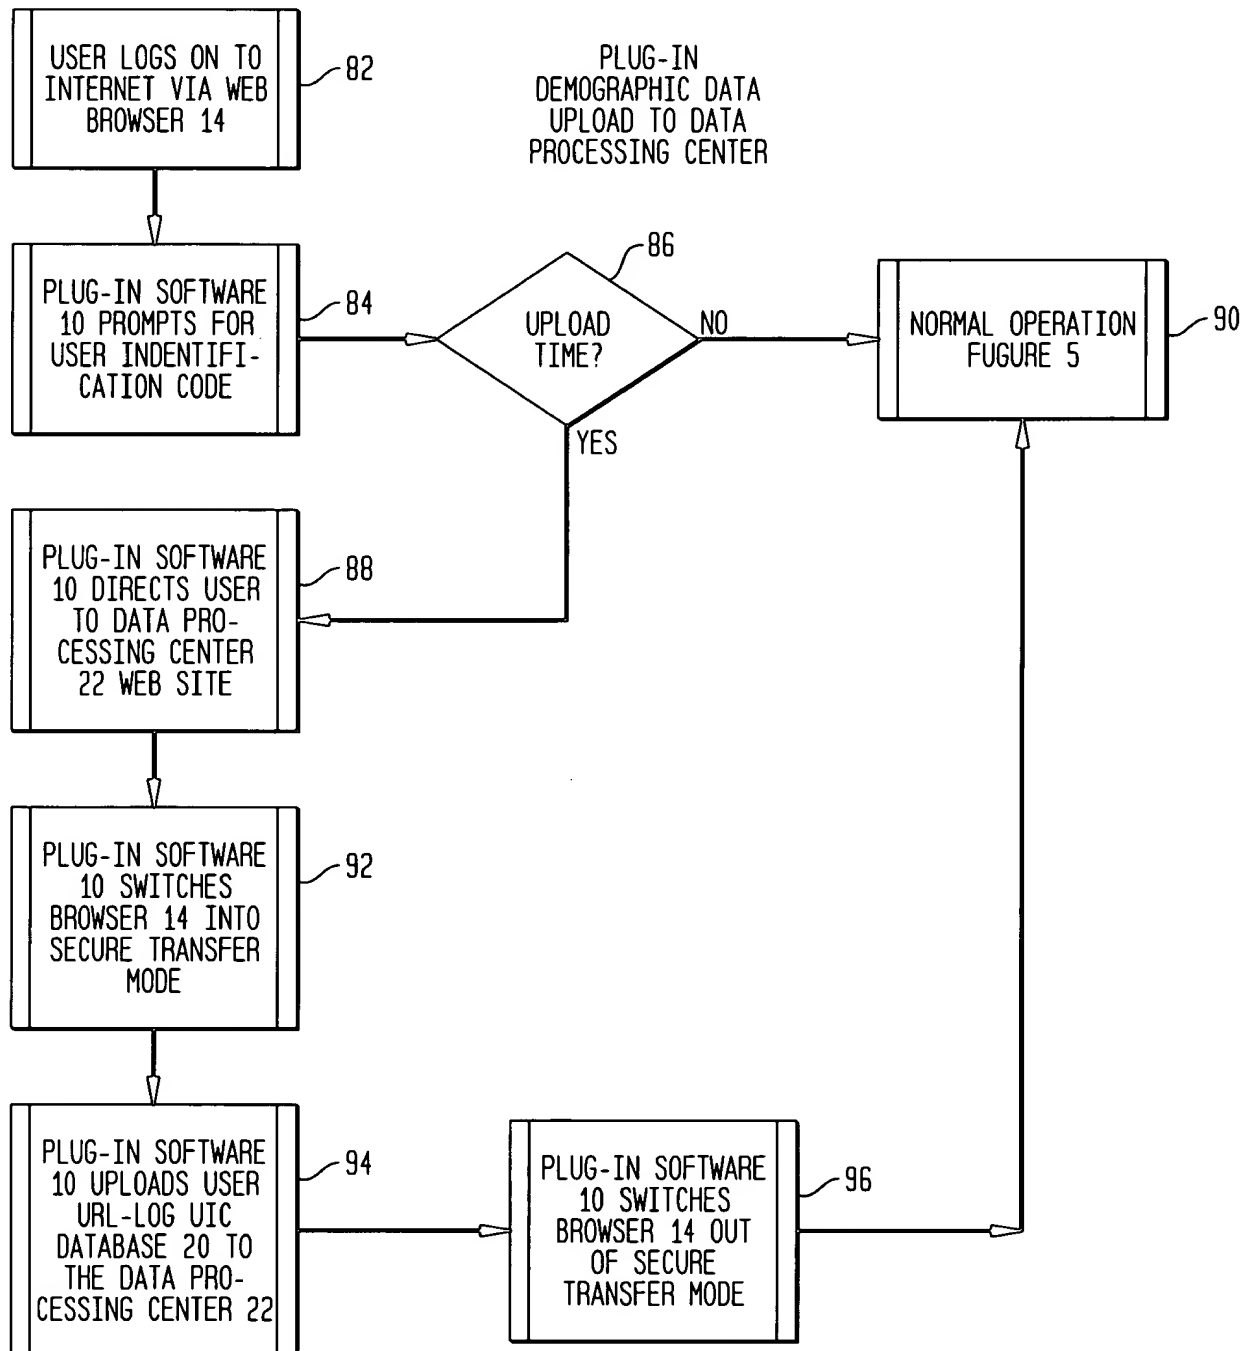 USER LOGS ON TO
INTERNET VIA WEB
BROWSER 14
82
PLUG-IN
DEMOGRAPHIC DATA
UPLOAD TO DATA
PROCESSING CENTER
PLUG-IN SOFTWARE
10 PROMPTS FOR
USER INDENTIFI-
CATION CODE
84
UPLOAD
TIME?
86
NO
YES
NORMAL OPERATION
FUGURE 5
90
PLUG-IN SOFTWARE
10 DIRECTS USER
TO DATA PRO-
CESSING CENTER
22 WEB SITE
88
PLUG-IN SOFTWARE
10 SWITCHES
BROWSER 14 INTO
SECURE TRANSFER
MODE
92
PLUG-IN SOFTWARE
10 UPLOADS USER
URL-LOG UIC
DATABASE 20 TO
THE DATA PRO-
CESSING CENTER 22
94
PLUG-IN SOFTWARE
10 SWITCHES
BROWSER 14 OUT
OF SECURE
TRANSFER MODE
96